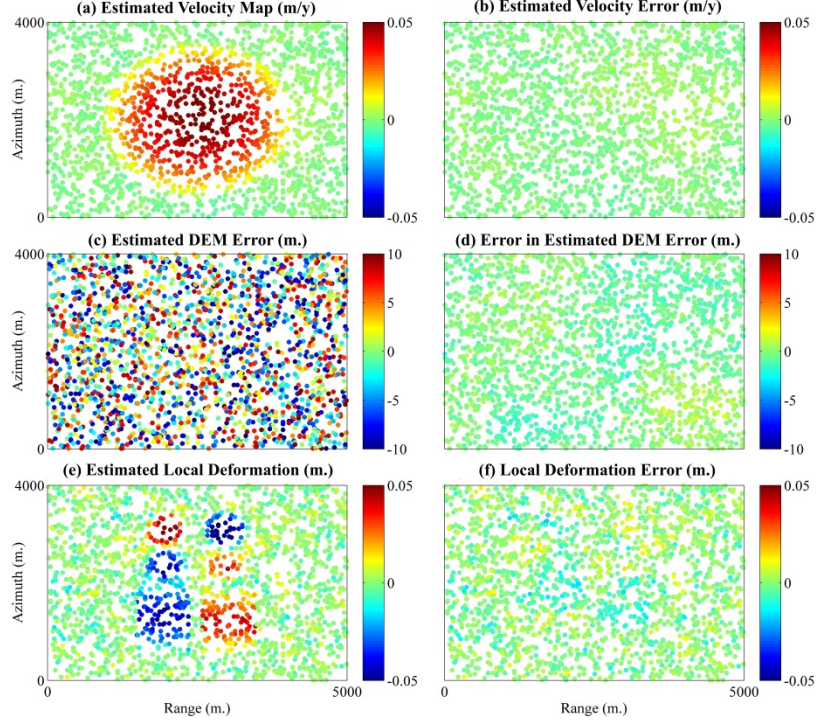 (a) Estimated Velocity Map (m/y)
(b) Estimated Velocity Error (m/y)
4000
Azimuth (m.)
0
0.05
0
-0.05
0.05
0
-0.05
(c) Estimated DEM Error (m.)
(d) Error in Estimated DEM Error (m.)
4000
Azimuth (m.)
0
10
5
0
-5
-10
10
5
0
-5
-10
(e) Estimated Local Deformation (m.)
(f) Local Deformation Error (m.)
4000
Azimuth (m.)
0
0.05
0
-0.05
0.05
0
-0.05
0
5000
Range (m.)
0
5000
Range (m.)